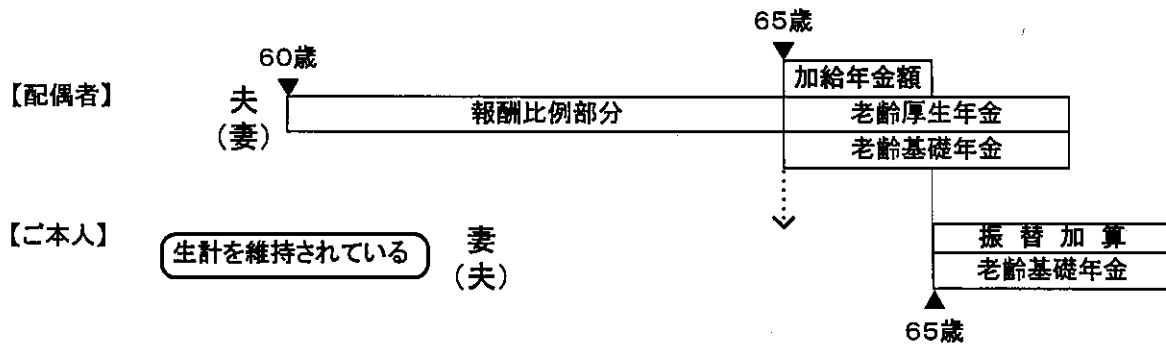 65歳
60歳
加給年金額
【配偶者】
夫
(妻)
報酬比例部分
老齢厚生年金
老齢基礎年金
【ご本人】
生計を維持されている
妻
(夫)
振替加算
老齢基礎年金
65歳